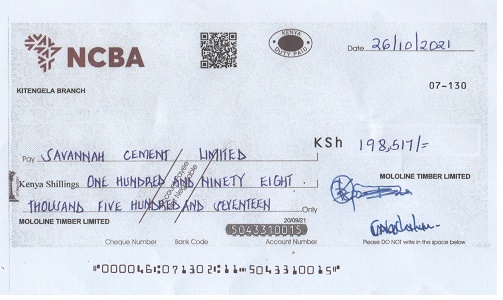 NCBA
KENYA
DUTY PAID
Date 26/10/2021
KITENGELA BRANCH
07-130
Pay SAVANNAH CEMENT LIMITED
KSh 198,517/=
Kenya Shillings ONE HUNDRED AND NINETY EIGHT
MOLOLINE TIMBER LIMITED
THOUSAND FIVE HUNDRED AND SEVENTEEN Only
MOLOLINE TIMBER LIMITED
20/09/21
5043310015
Cheque Number Bank Code Account Number
Please DO NOT write in the space below
⑈000046⑆07130⑉⑆11⑈5043310015⑈